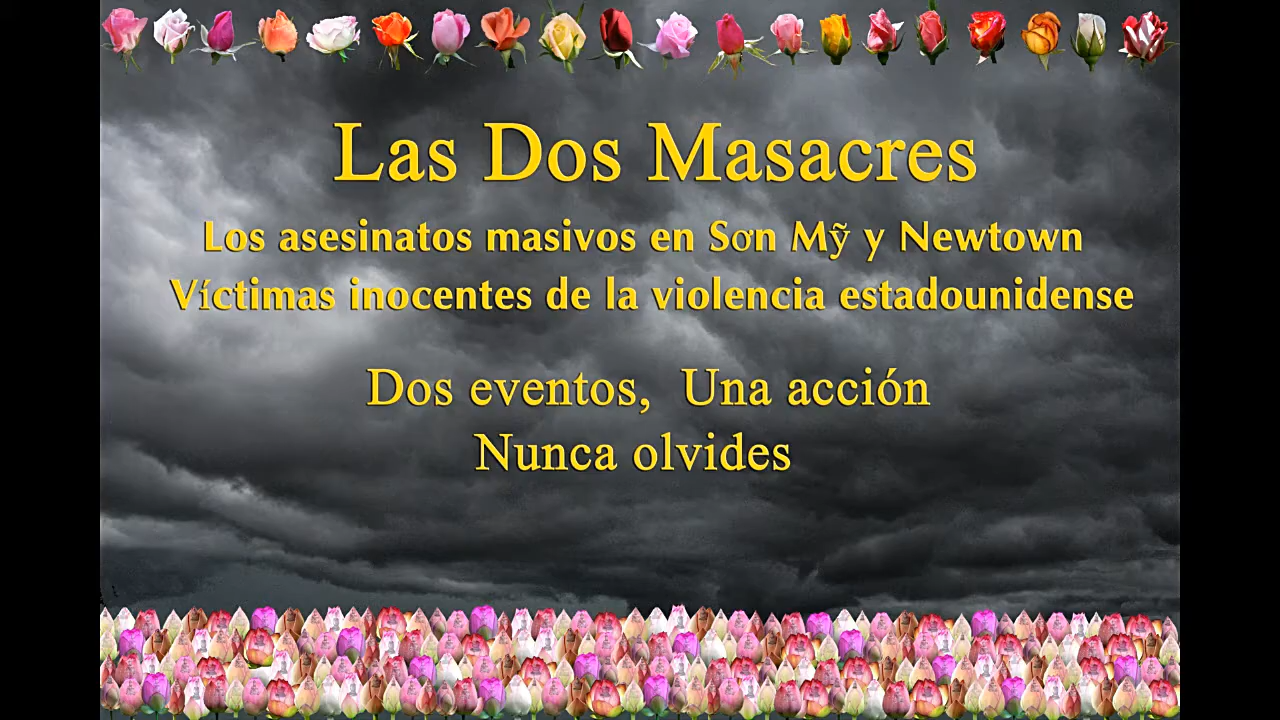 Las Dos Masacres
Los asesinatos masivos en Sơn Mỹ y Newtown
Víctimas inocentes de la violencia estadounidense
Dos eventos, Una acción
Nunca olvides